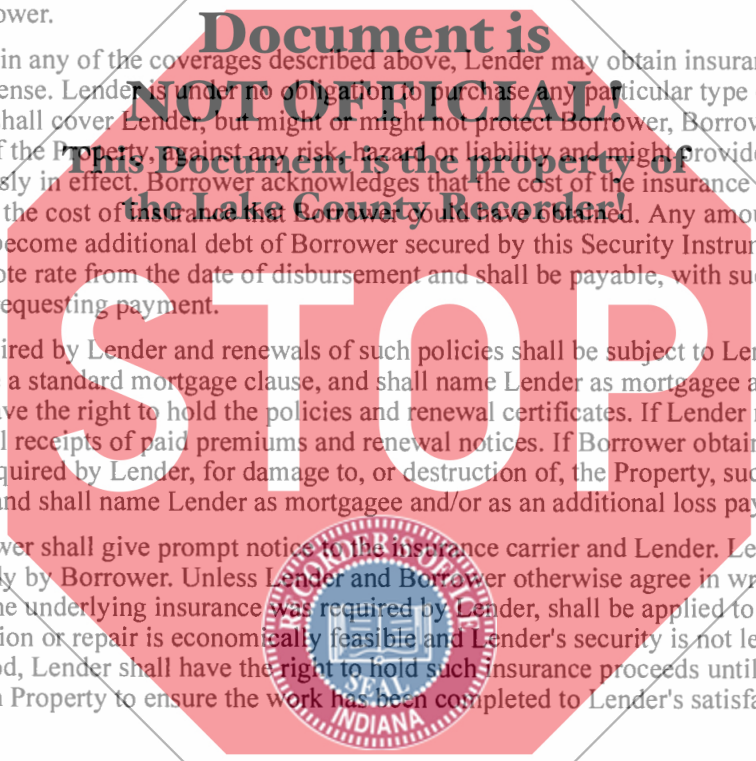 ower.
Document is
in any of the coverages described above, Lender may obtain insuran
ense. Lender is under no obligation to purchase any particular type
NOT OFFICIAL!
hall cover Lender, but might or might not protect Borrower, Borrow
f the Property, against any risk, hazard or liability and might provide
This Document is the property of
sly in effect. Borrower acknowledges that the cost of the insurance
the cost of insurance that Borrower could have obtained. Any amou
the Lake County Recorder!
ecome additional debt of Borrower secured by this Security Instrum
ote rate from the date of disbursement and shall be payable, with suc
equesting payment.
STOP
ired by Lender and renewals of such policies shall be subject to Len
a standard mortgage clause, and shall name Lender as mortgagee a
ve the right to hold the policies and renewal certificates. If Lender
l receipts of paid premiums and renewal notices. If Borrower obtain
quired by Lender, for damage to, or destruction of, the Property, suc
nd shall name Lender as mortgagee and/or as an additional loss pay
wer shall give prompt notice to the insurance carrier and Lender. Le
ly by Borrower. Unless Lender and Borrower otherwise agree in wr
he underlying insurance was required by Lender, shall be applied to
ion or repair is economically feasible and Lender's security is not le
od, Lender shall have the right to hold such insurance proceeds until
n Property to ensure the work has been completed to Lender's satisfa
RECORDER'S OFFICE
SEAL
INDIANA